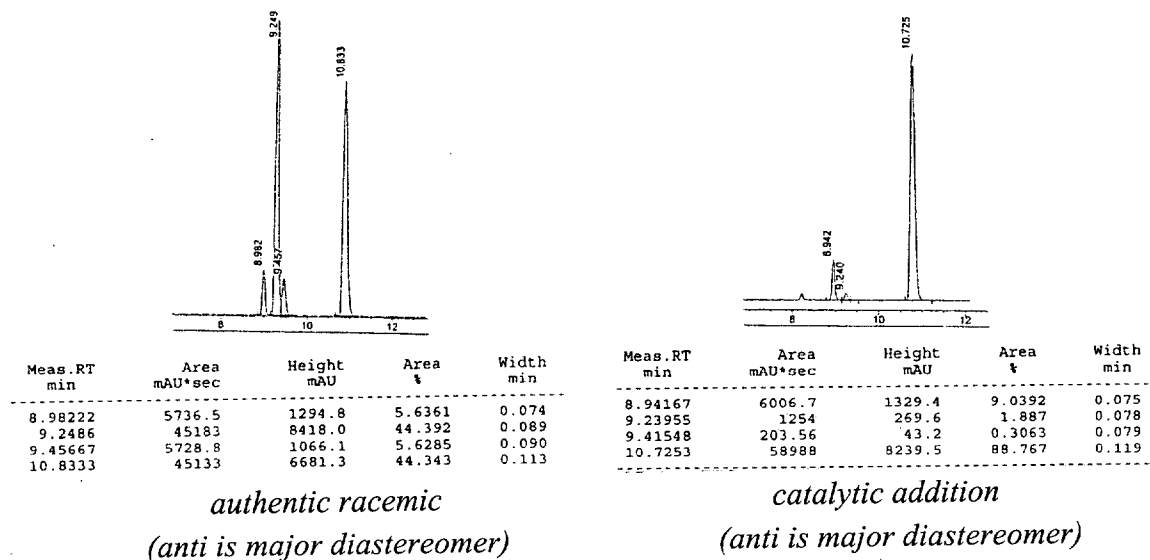 9.249
10.833
8.982
9.457
8
10
12
Meas.RT Area Height Area Width
min mAU*sec mAU % min
8.98222 5736.5 1294.8 5.6361 0.074
9.2486 45183 8418.0 44.392 0.089
9.45667 5728.8 1066.1 5.6285 0.090
10.8333 45133 6681.3 44.343 0.113
authentic racemic
(anti is major diastereomer)
10.725
8.942
9.240
8
10
12
Meas.RT Area Height Area Width
min mAU*sec mAU % min
8.94167 6006.7 1329.4 9.0392 0.075
9.23955 1254 269.6 1.887 0.078
9.41548 203.56 43.2 0.3063 0.079
10.7253 58988 8239.5 88.767 0.119
catalytic addition
(anti is major diastereomer)